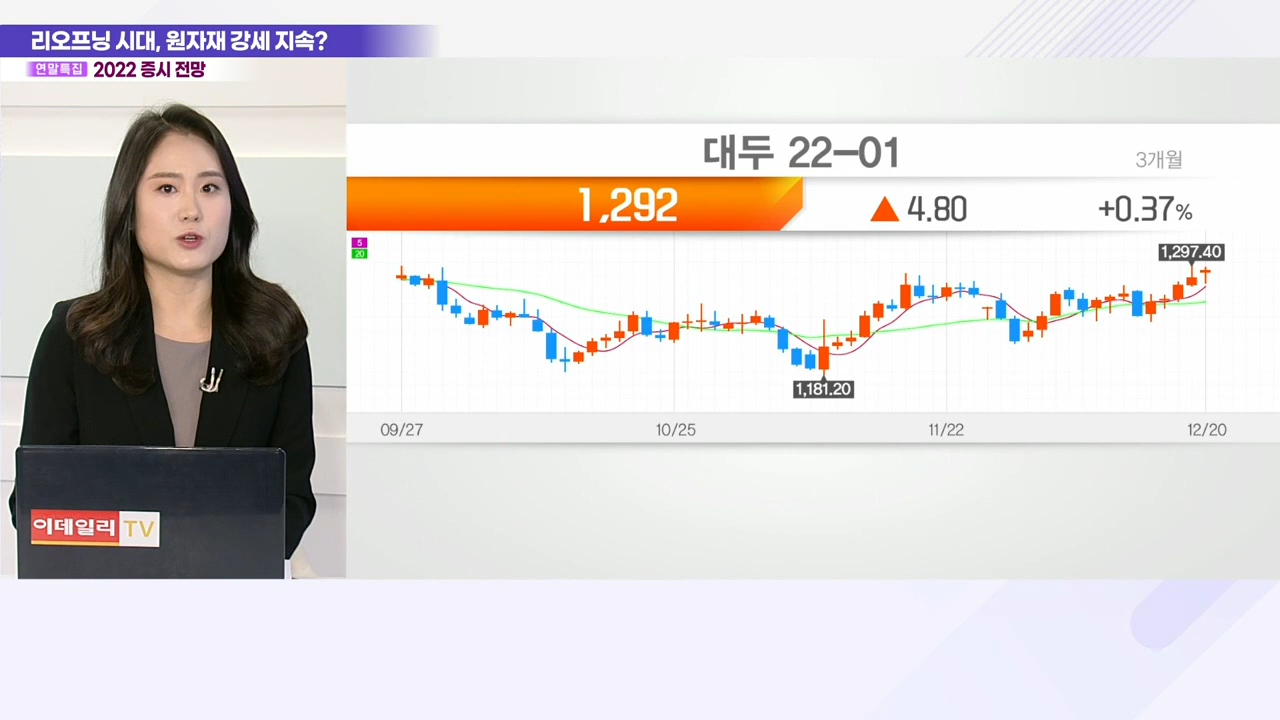 리오프닝 시대, 원자재 강세 지속?
연말특집 2022 증시 전망
대두 22-01
3개월
1,292 ▲ 4.80 +0.37%
5
20
1,297.40
1,181.20
09/27 10/25 11/22 12/20
이데일리 TV